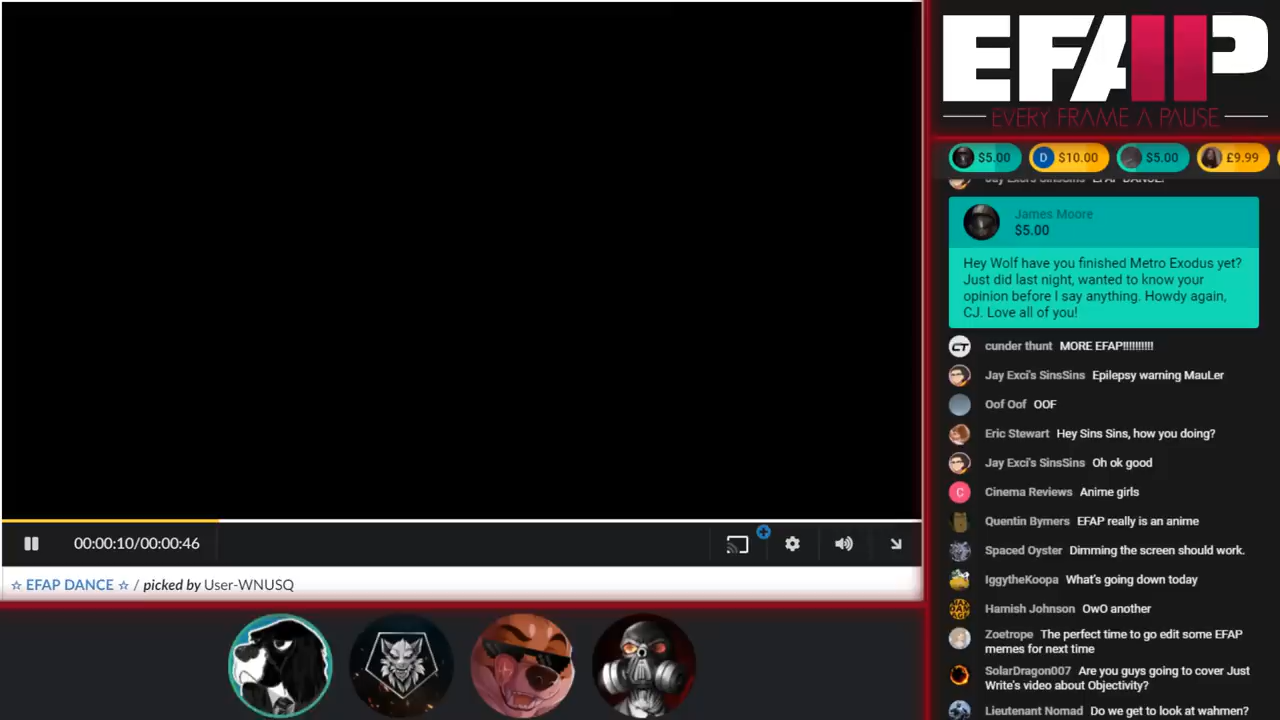 EFAP
EVERY FRAME A PAUSE
$5.00 D $10.00 $5.00 £9.99
Jay Exci's SinsSins EFAP DANCE!
James Moore
$5.00
Hey Wolf have you finished Metro Exodus yet?
Just did last night, wanted to know your
opinion before I say anything. Howdy again,
CJ. Love all of you!
CT cunder thunt MORE EFAP!!!!!!!!!!
Jay Exci's SinsSins Epilepsy warning MauLer
Oof Oof OOF
Eric Stewart Hey Sins Sins, how you doing?
Jay Exci's SinsSins Oh ok good
C Cinema Reviews Anime girls
Quentin Bymers EFAP really is an anime
Spaced Oyster Dimming the screen should work.
IggytheKoopa What's going down today
Hamish Johnson OwO another
Zoetrope The perfect time to go edit some EFAP
memes for next time
SolarDragon007 Are you guys going to cover Just
Write's video about Objectivity?
Lieutenant Nomad Do we get to look at wahmen?
00:00:10/00:00:46
☆ EFAP DANCE ☆ / picked by User-WNUSQ